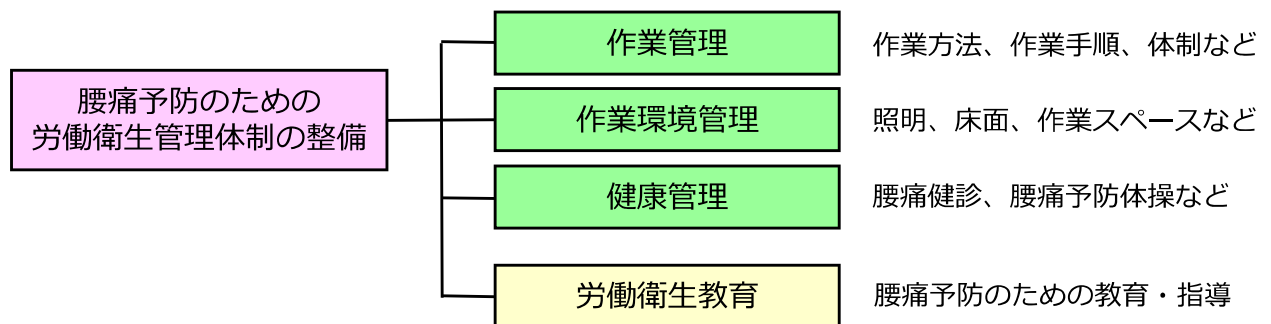 腰痛予防のための
労働衛生管理体制の整備
作業管理
作業方法、作業手順、体制など
作業環境管理
照明、床面、作業スペースなど
健康管理
腰痛健診、腰痛予防体操など
労働衛生教育
腰痛予防のための教育・指導